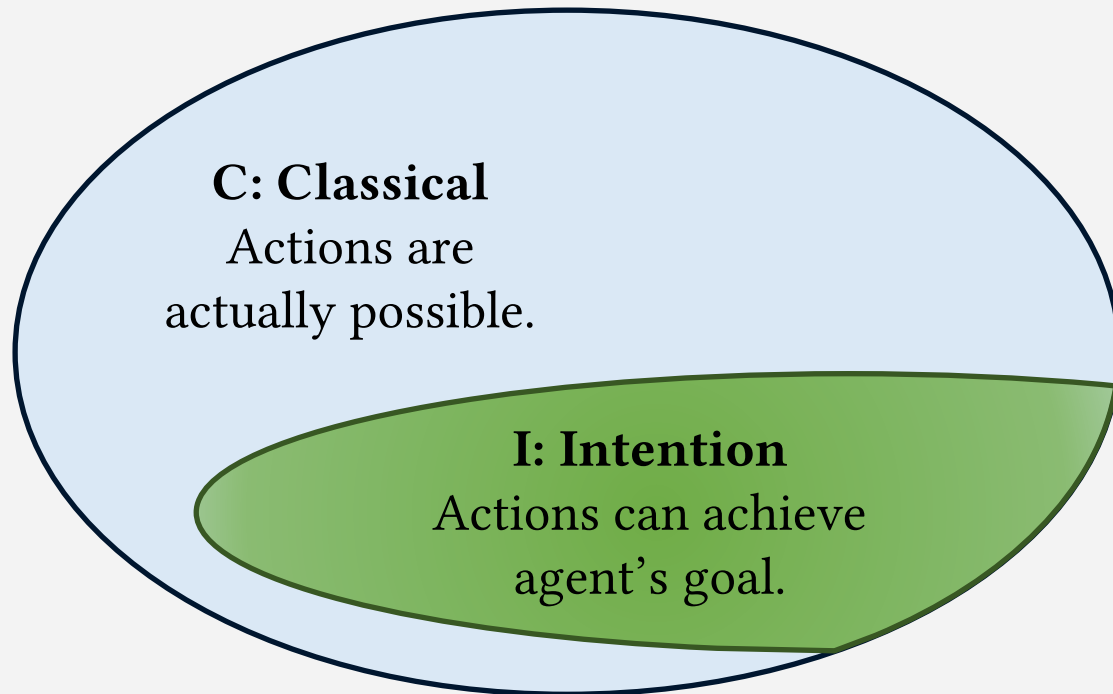 C: Classical
Actions are
actually possible.
I: Intention
Actions can achieve
agent’s goal.